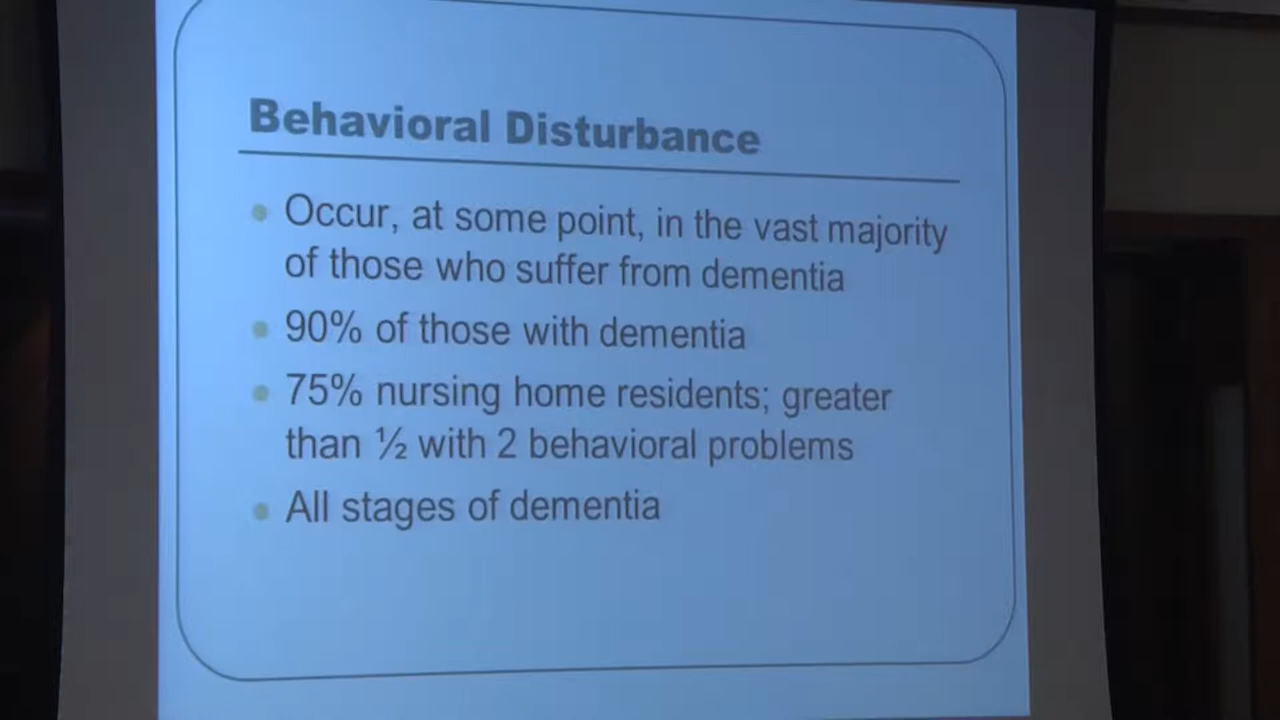 Behavioral Disturbance
Occur, at some point, in the vast majority
of those who suffer from dementia
90% of those with dementia
75% nursing home residents; greater
than ½ with 2 behavioral problems
All stages of dementia